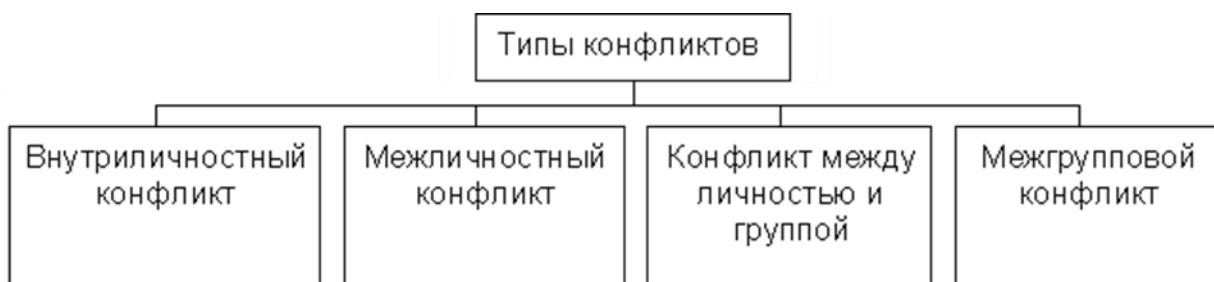 Типы конфликтов
Внутриличностный
конфликт
Межличностный
конфликт
Конфликт между
личностью и
группой
Межгрупповой
конфликт